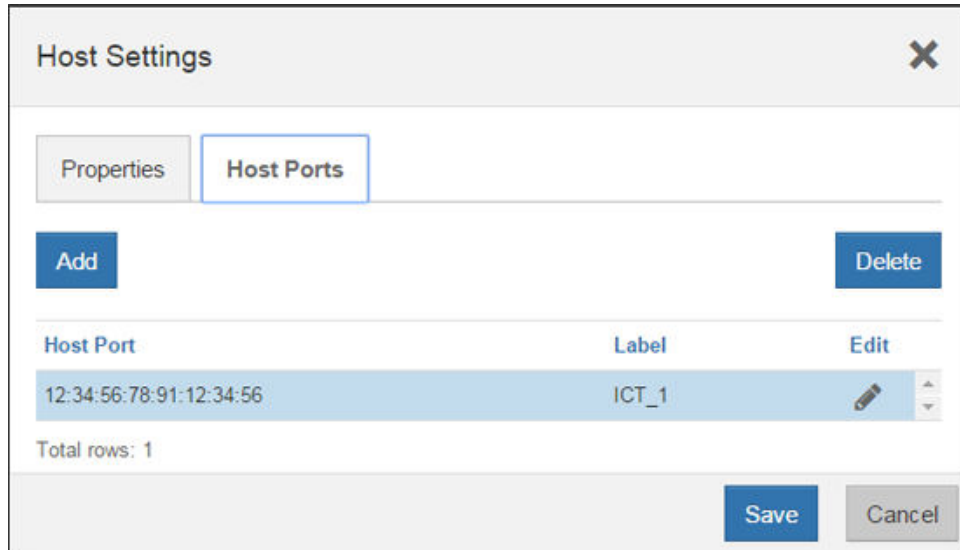 Host Settings
Properties Host Ports
Add Delete
Host Port Label Edit
12:34:56:78:91:12:34:56 ICT_1
Total rows: 1
Save Cancel